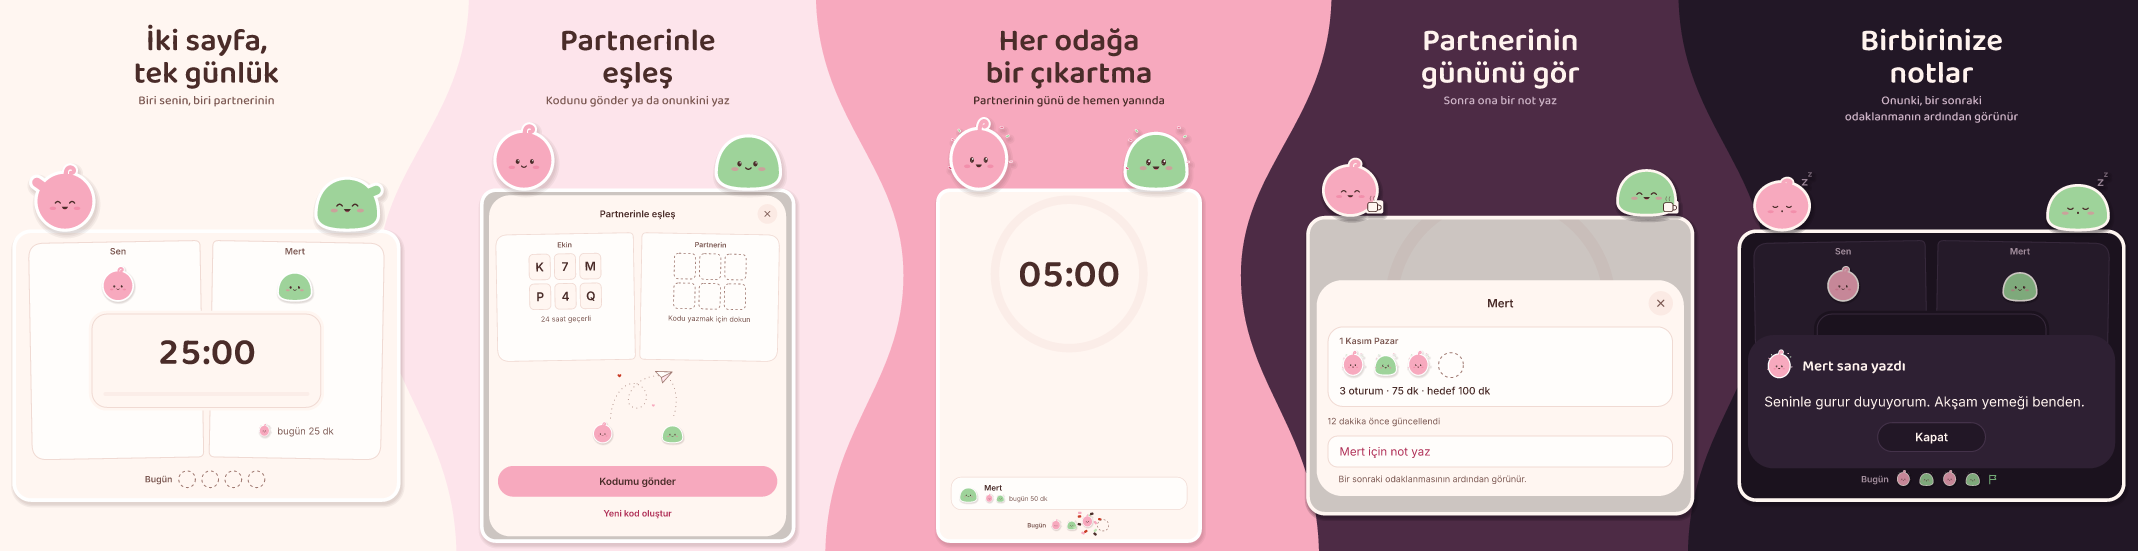 İki sayfa,
tek günlük
Biri senin, biri partnerinin
Sen
Mert
25:00
bugün 25 dk
Bugün
Partnerinle
eşleş
Kodunu gönder ya da onunkini yaz
Partnerinle eşleş
Ekin
Partnerin
K 7 M
P 4 Q
24 saat geçerli
Kodu yazmak için dokun
Kodumu gönder
Yeni kod oluştur
Her odağa
bir çıkartma
Partnerinin günü de hemen yanında
05:00
Mert
bugün 50 dk
Bugün
Partnerinin
gününü gör
Sonra ona bir not yaz
Mert
1 Kasım Pazar
3 oturum · 75 dk · hedef 100 dk
12 dakika önce güncellendi
Mert için not yaz
Bir sonraki odaklanmasının ardından görünür.
Birbirinize
notlar
Onunki, bir sonraki
odaklanmanın ardından görünür
z z
z z
Sen
Mert
Mert sana yazdı
Seninle gurur duyuyorum. Akşam yemeği benden.
Kapat
Bugün